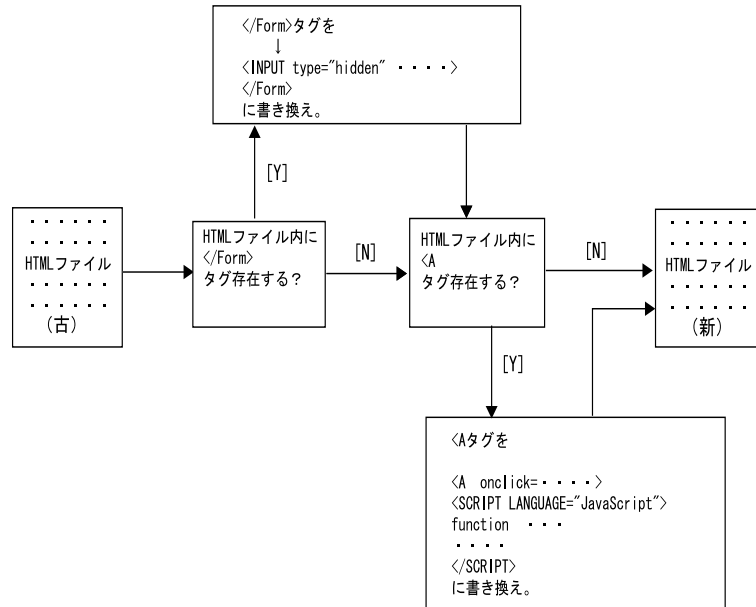 </Form>タグを
↓
<INPUT type="hidden" ・・・・>
</Form>
に書き換え。
[Y]
・・・・・・
・・・・・・
HTMLファイル
・・・・・・
・・・・・・
(古)
HTMLファイル内に
</Form>
タグ存在する？
[N]
HTMLファイル内に
<A
タグ存在する？
[N]
・・・・・・
・・・・・・
HTMLファイル
・・・・・・
・・・・・・
(新)
[Y]
<Aタグを
<A onclick=・・・・>
<SCRIPT LANGUAGE="JavaScript">
function ・・・
・・・・
</SCRIPT>
に書き換え。